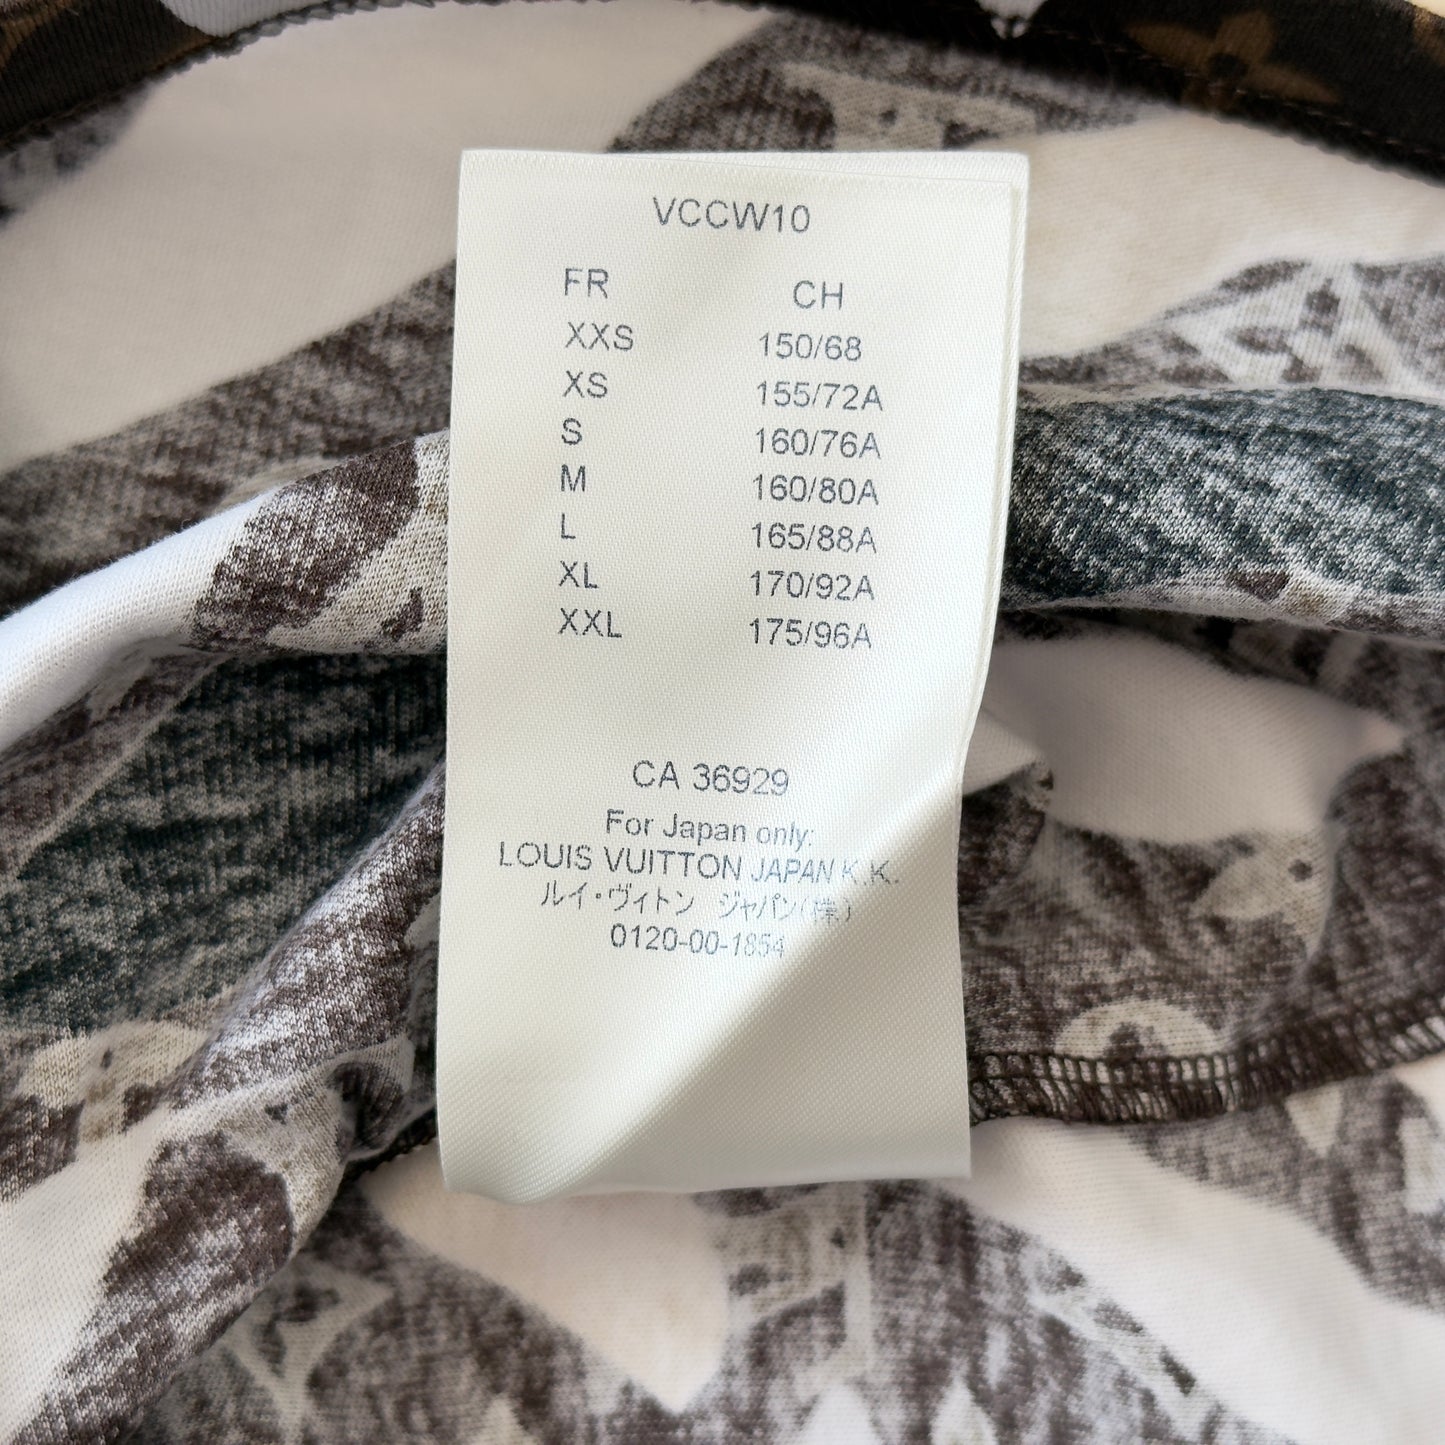 VCCW10
FR CH
XXS 150/68
XS 155/72A
S 160/76A
M 160/80A
L 165/88A
XL 170/92A
XXL 175/96A
CA 36929
For Japan only:
LOUIS VUITTON JAPAN K.K.
ルイ・ヴィトン ジャパン(株)
0120-00-1854